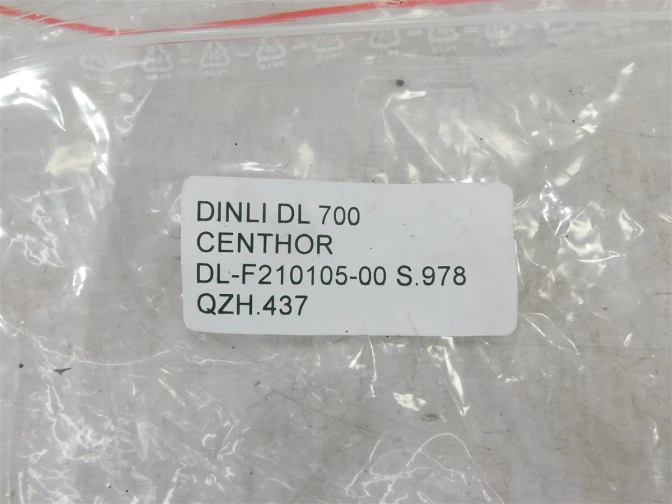 DINLI DL 700
CENTHOR
DL-F210105-00 S.978
QZH.437